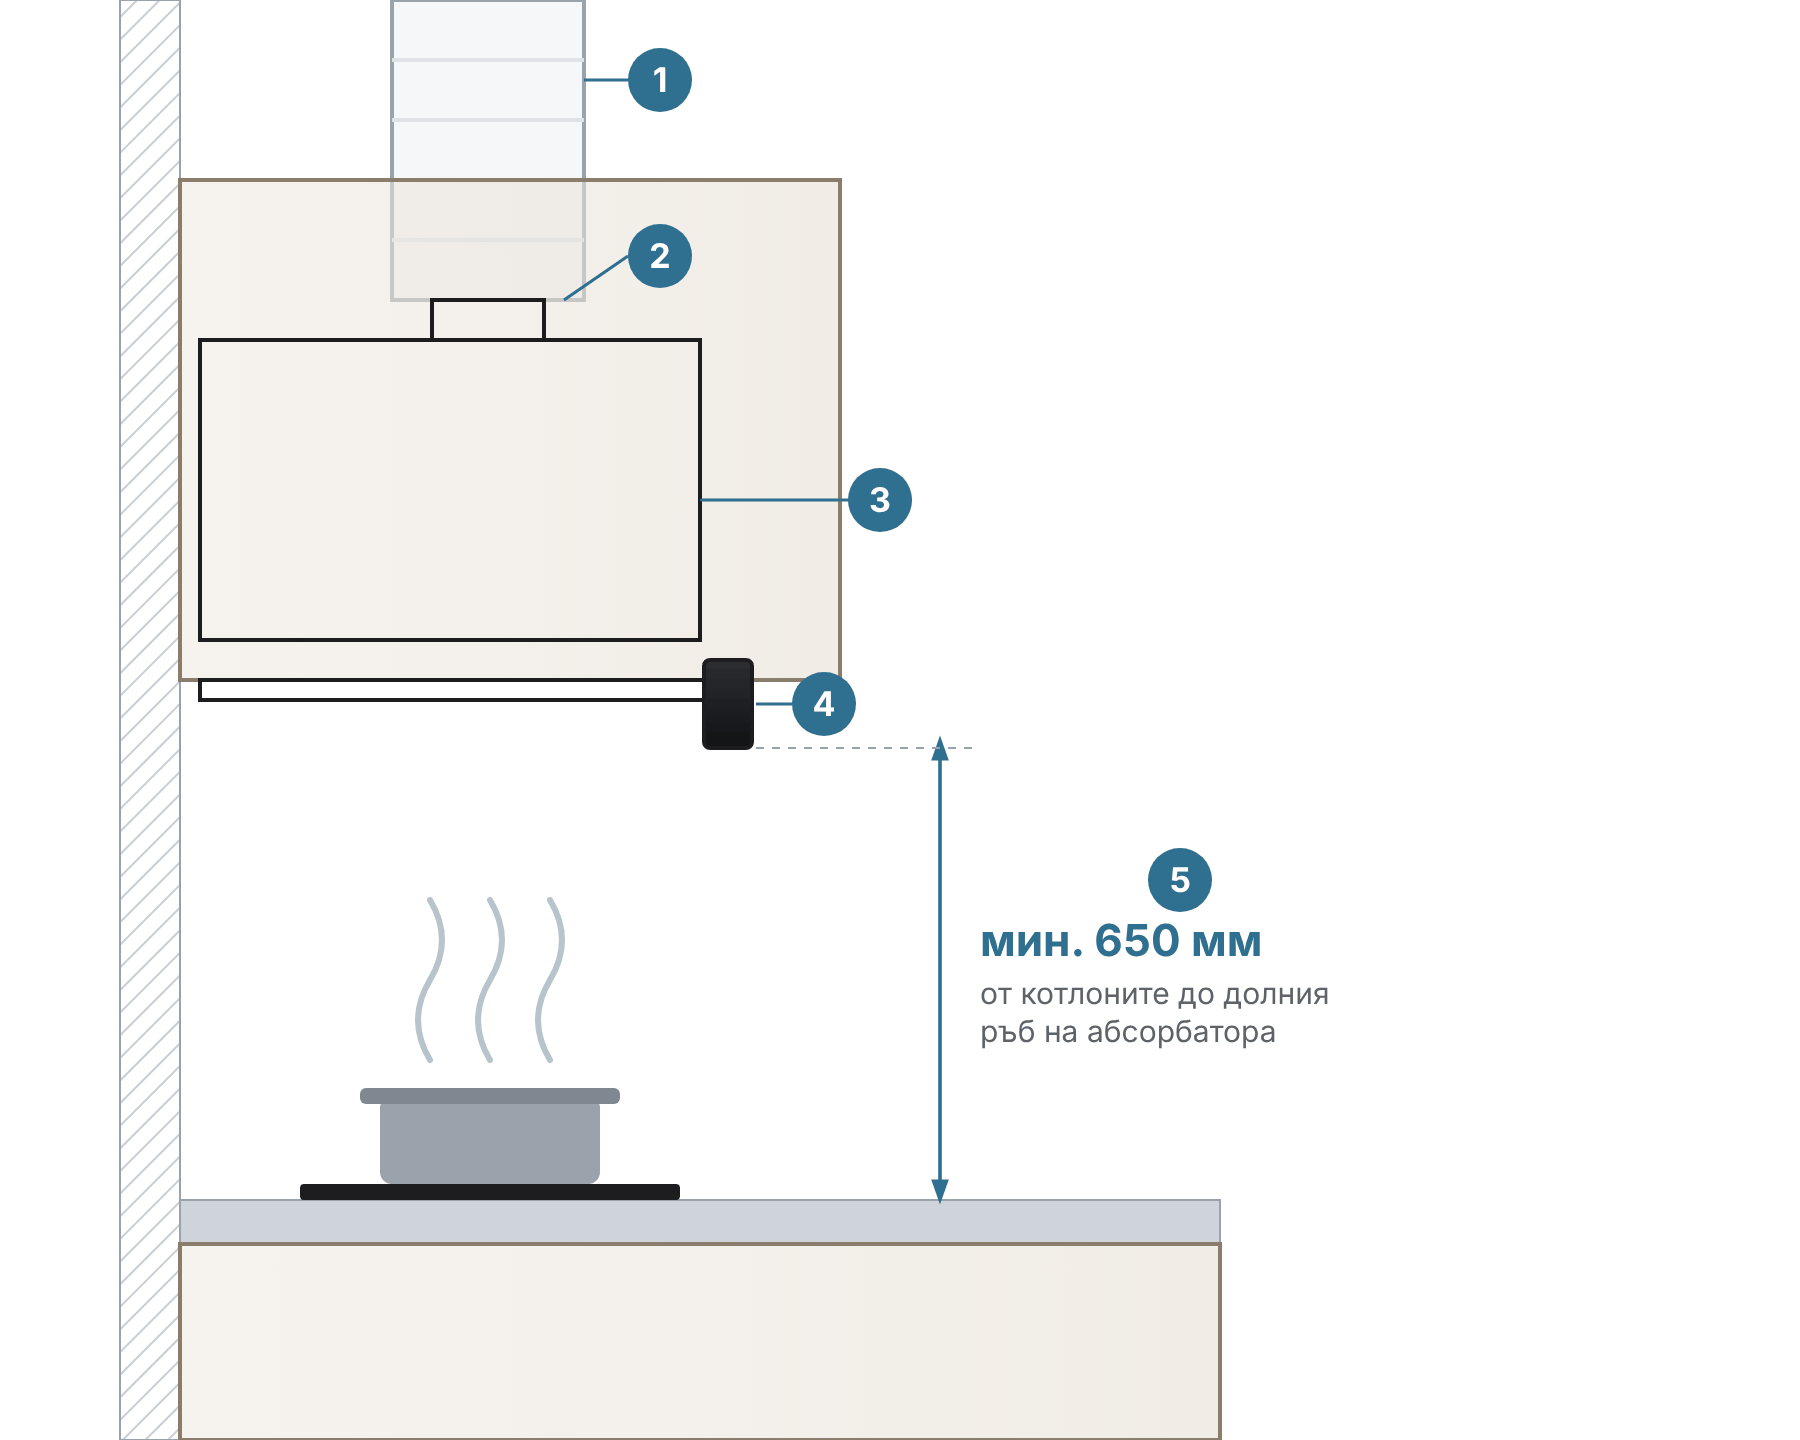 1
2
3
4
5
мин. 650 мм
от котлоните до долния
ръб на абсорбатора